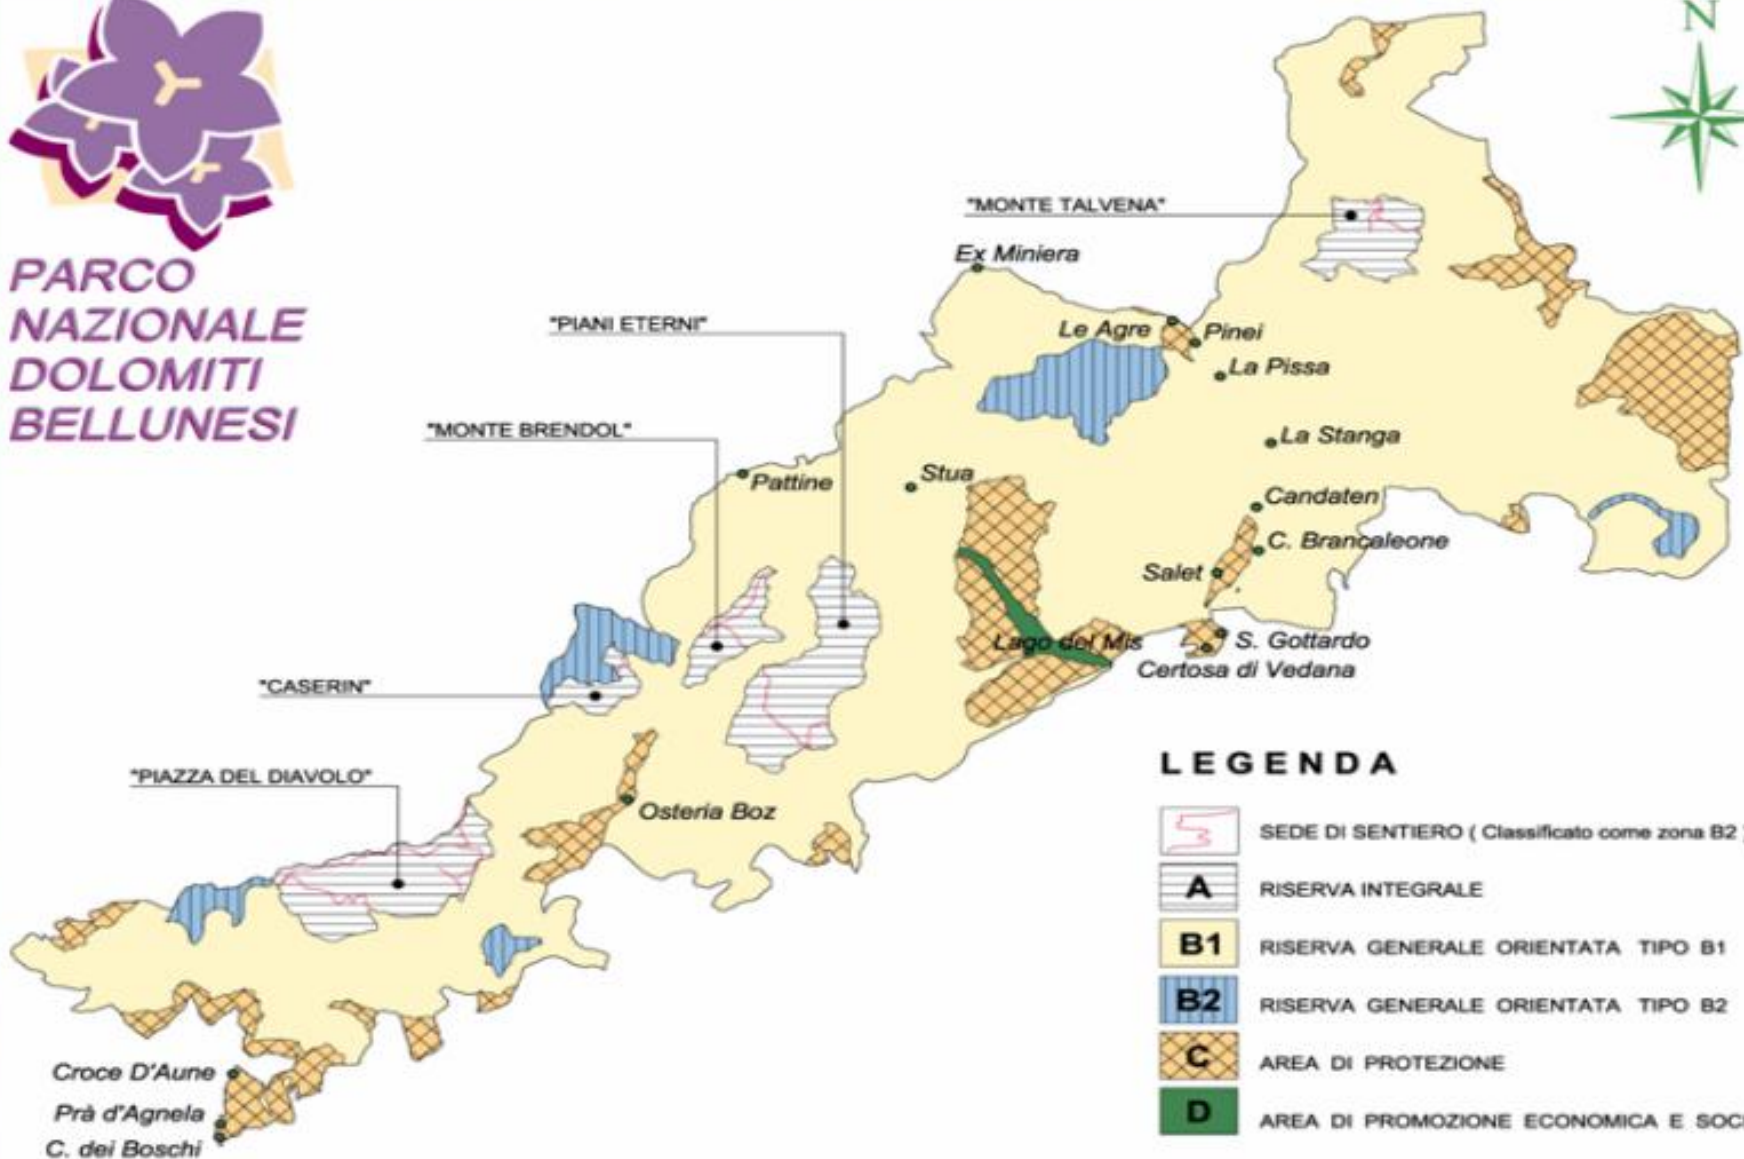 PARCO
NAZIONALE
DOLOMITI
BELLUNESI
N
"MONTE TALVENA"
Ex Miniera
"PIANI ETERNI"
Le Agre
Pinei
La Pissa
"MONTE BRENDOL"
La Stanga
Pattine
Stua
Candaten
C. Brancaleone
Salet
Lago del Mis
S. Gottardo
Certosa di Vedana
"CASERIN"
"PIAZZA DEL DIAVOLO"
Osteria Boz
Croce D'Aune
Prà d'Agnela
C. dei Boschi
LEGENDA
SEDE DI SENTIERO ( Classificato come zona B2 )
A RISERVA INTEGRALE
B1 RISERVA GENERALE ORIENTATA TIPO B1
B2 RISERVA GENERALE ORIENTATA TIPO B2
C AREA DI PROTEZIONE
D AREA DI PROMOZIONE ECONOMICA E SOCI